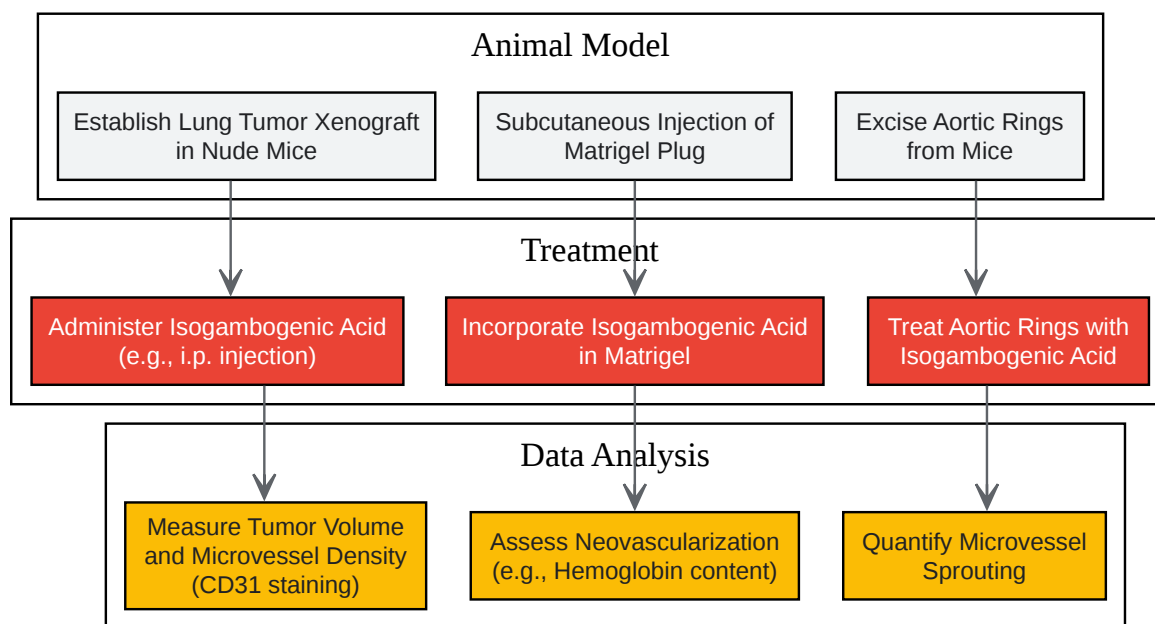 Animal Model
Establish Lung Tumor Xenograft
in Nude Mice
Subcutaneous Injection of
Matrigel Plug
Excise Aortic Rings
from Mice
Treatment
Administer Isogambogenic Acid
(e.g., i.p. injection)
Incorporate Isogambogenic Acid
in Matrigel
Treat Aortic Rings with
Isogambogenic Acid
Data Analysis
Measure Tumor Volume
and Microvessel Density
(CD31 staining)
Assess Neovascularization
(e.g., Hemoglobin content)
Quantify Microvessel
Sprouting